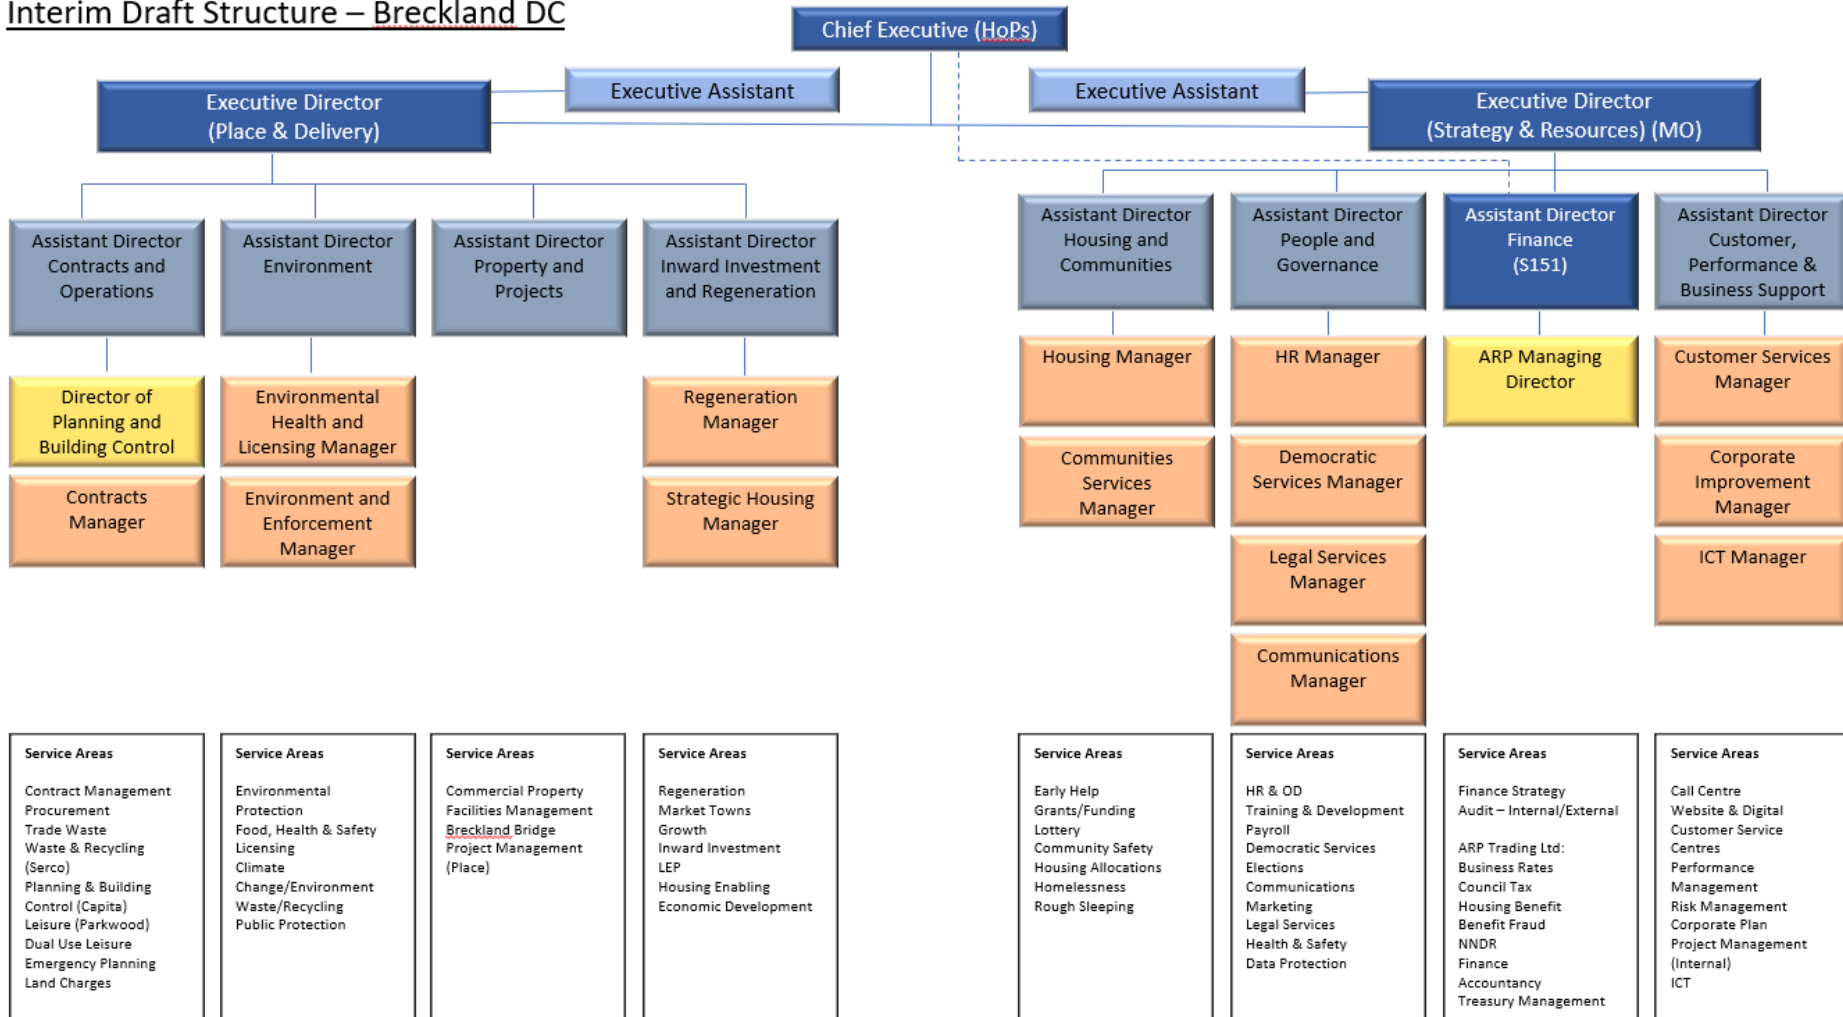 Interim Draft Structure – Breckland DC
Chief Executive (HoPs)
Executive Assistant
Executive Assistant
Executive Director
(Place & Delivery)
Executive Director
(Strategy & Resources) (MO)
Assistant Director
Contracts and
Operations
Assistant Director
Environment
Assistant Director
Property and
Projects
Assistant Director
Inward Investment
and Regeneration
Assistant Director
Housing and
Communities
Assistant Director
People and
Governance
Assistant Director
Finance
(S151)
Assistant Director
Customer,
Performance &
Business Support
Director of
Planning and
Building Control
Contracts
Manager
Environmental
Health and
Licensing Manager
Environment and
Enforcement
Manager
Regeneration
Manager
Strategic Housing
Manager
Housing Manager
Communities
Services
Manager
HR Manager
Democratic
Services Manager
Legal Services
Manager
Communications
Manager
ARP Managing
Director
Customer Services
Manager
Corporate
Improvement
Manager
ICT Manager
Service Areas
Contract Management
Procurement
Trade Waste
Waste & Recycling
(Serco)
Planning & Building
Control (Capita)
Leisure (Parkwood)
Dual Use Leisure
Emergency Planning
Land Charges
Service Areas
Environmental
Protection
Food, Health & Safety
Licensing
Climate
Change/Environment
Waste/Recycling
Public Protection
Service Areas
Commercial Property
Facilities Management
Breckland Bridge
Project Management
(Place)
Service Areas
Regeneration
Market Towns
Growth
Inward Investment
LEP
Housing Enabling
Economic Development
Service Areas
Early Help
Grants/Funding
Lottery
Community Safety
Housing Allocations
Homelessness
Rough Sleeping
Service Areas
HR & OD
Training & Development
Payroll
Democratic Services
Elections
Communications
Marketing
Legal Services
Health & Safety
Data Protection
Service Areas
Finance Strategy
Audit – Internal/External
ARP Trading Ltd:
Business Rates
Council Tax
Housing Benefit
Benefit Fraud
NNDR
Finance
Accountancy
Treasury Management
Service Areas
Call Centre
Website & Digital
Customer Service
Centres
Performance
Management
Risk Management
Corporate Plan
Project Management
(Internal)
ICT